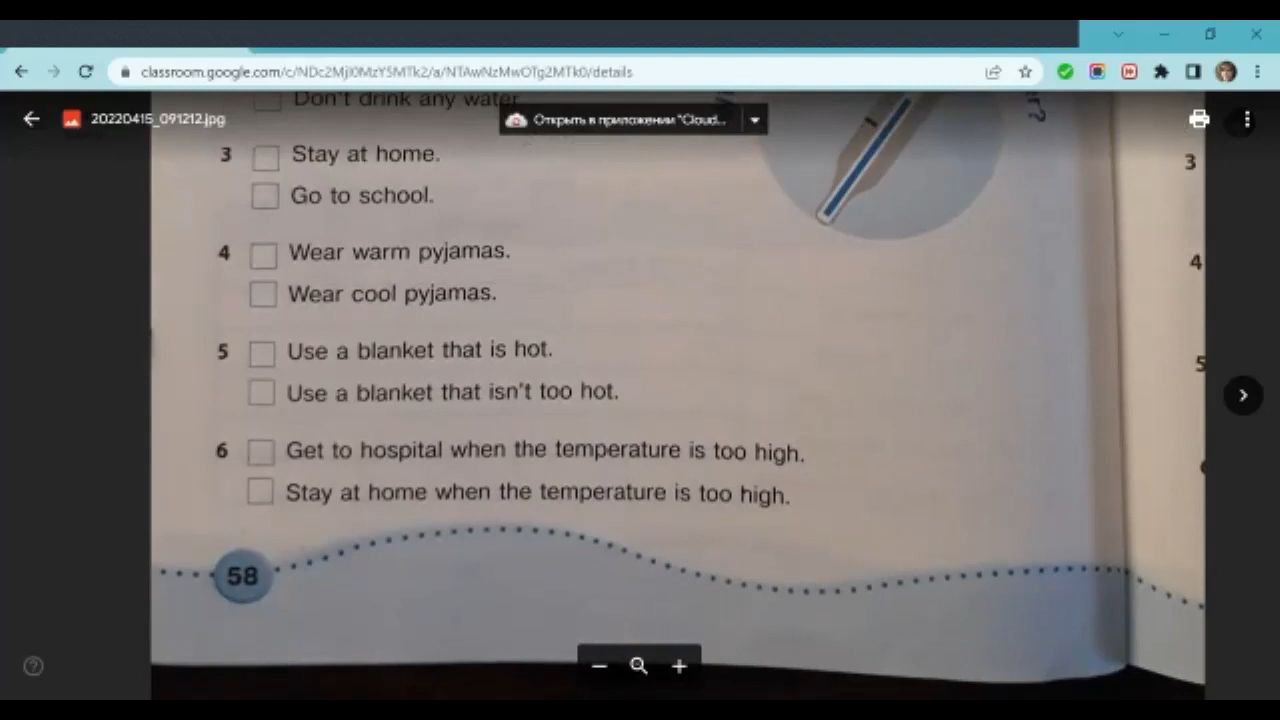 classroom.google.com/c/NDc2MjI0MzY5MTk2/a/NTAwNzMwOTg2MTk0/details
20220415_091212.jpg
Открыть в приложении "Cloud...
Don't drink any water
3 Stay at home.
Go to school.
4 Wear warm pyjamas.
Wear cool pyjamas.
5 Use a blanket that is hot.
Use a blanket that isn't too hot.
6 Get to hospital when the temperature is too high.
Stay at home when the temperature is too high.
58
3
4
5